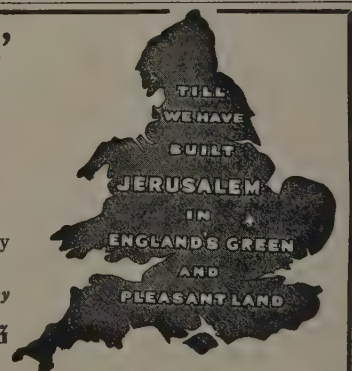 TILL
WE HAVE
BUILT
JERUSALEM
IN
ENGLAND'S GREEN
AND
PLEASANT LAND